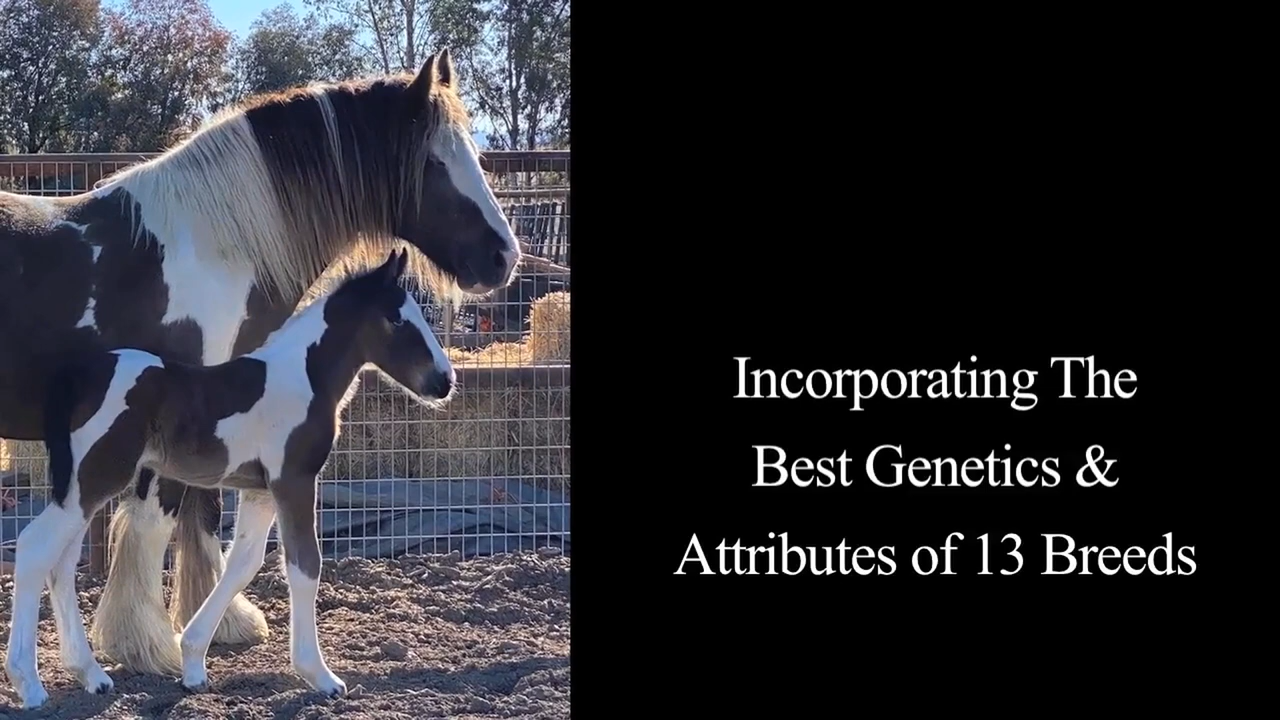 Incorporating The
Best Genetics &
Attributes of 13 Breeds